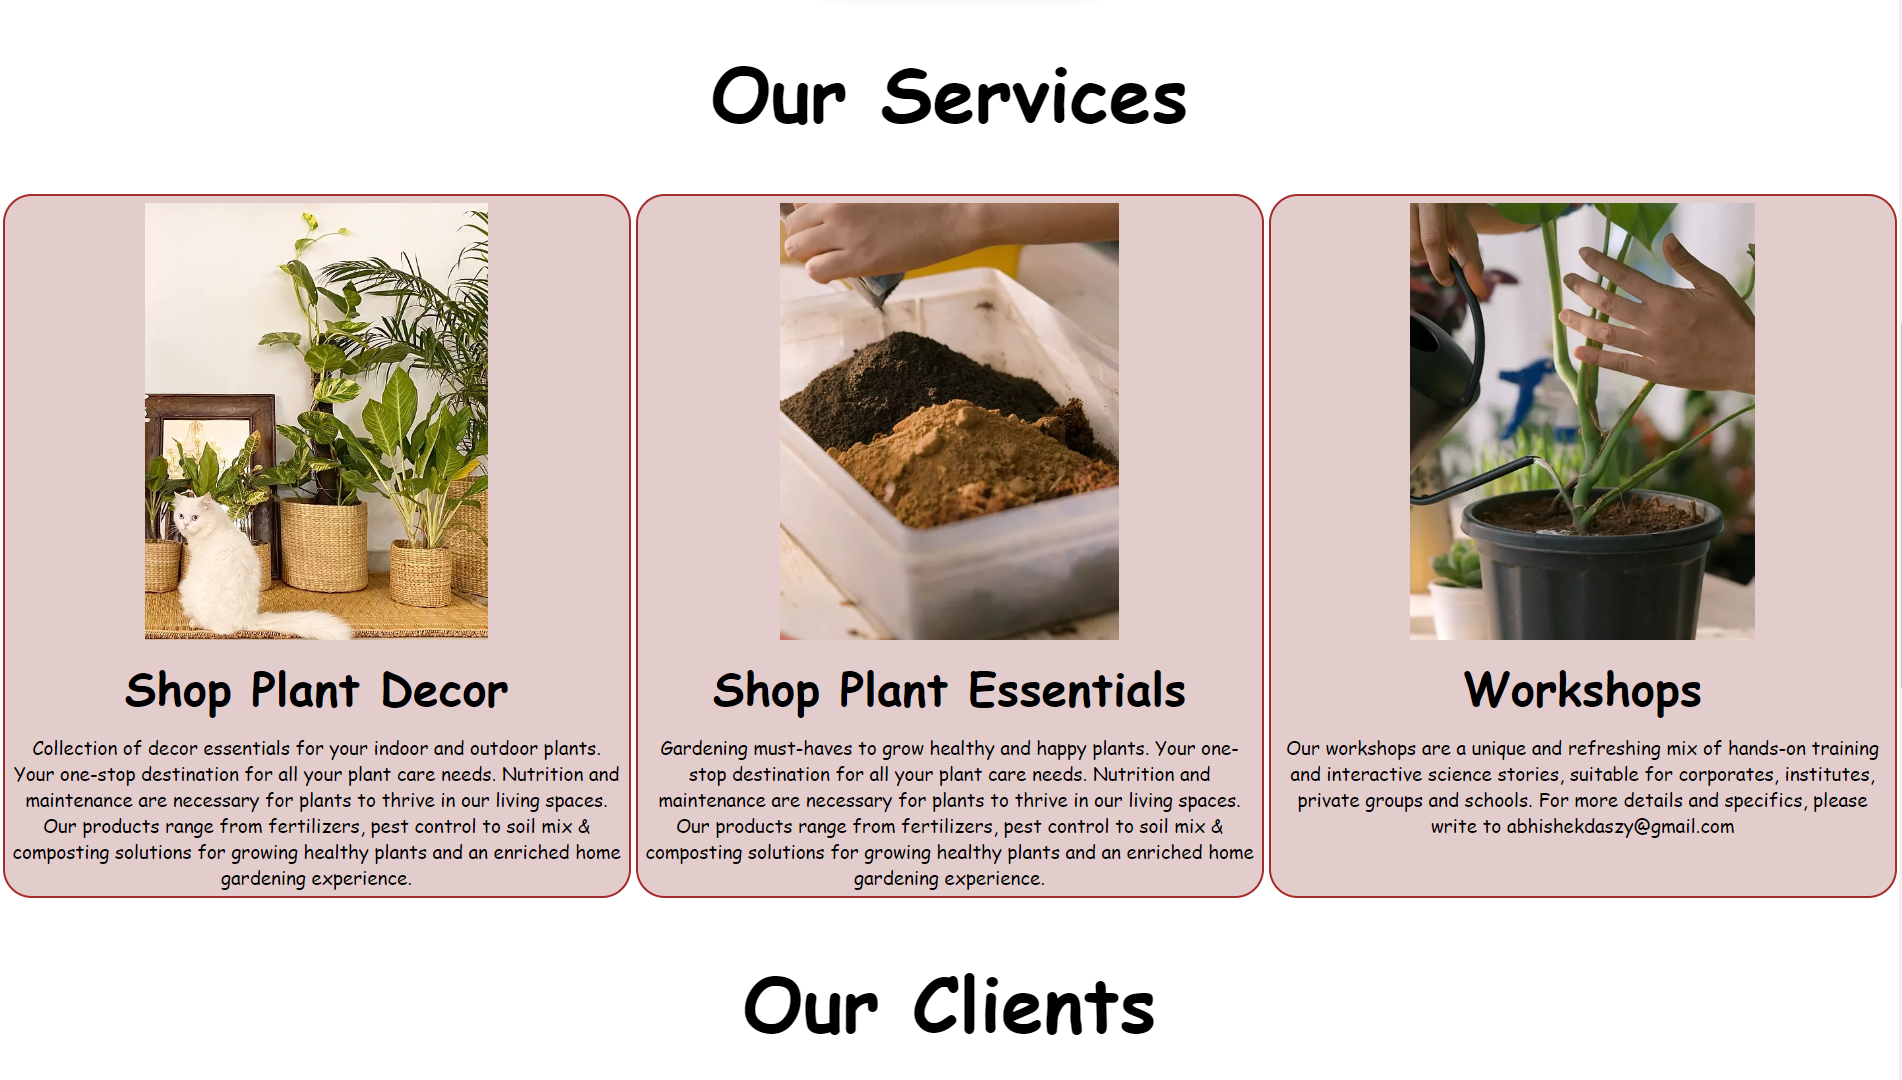 Our Services
Shop Plant Decor
Collection of decor essentials for your indoor and outdoor plants.
Your one-stop destination for all your plant care needs. Nutrition and
maintenance are necessary for plants to thrive in our living spaces.
Our products range from fertilizers, pest control to soil mix &
composting solutions for growing healthy plants and an enriched home
gardening experience.
Shop Plant Essentials
Gardening must-haves to grow healthy and happy plants. Your one-
stop destination for all your plant care needs. Nutrition and
maintenance are necessary for plants to thrive in our living spaces.
Our products range from fertilizers, pest control to soil mix &
composting solutions for growing healthy plants and an enriched home
gardening experience.
Workshops
Our workshops are a unique and refreshing mix of hands-on training
and interactive science stories, suitable for corporates, institutes,
private groups and schools. For more details and specifics, please
write to abhishekdaszy@gmail.com
Our Clients